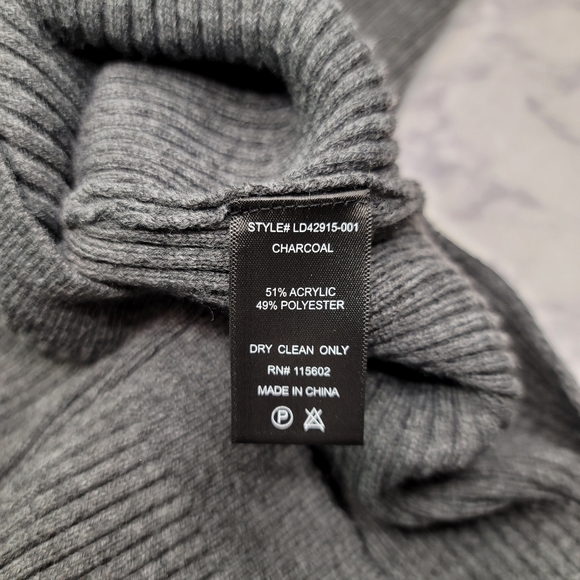 STYLE# LD42915-001
CHARCOAL
51% ACRYLIC
49% POLYESTER
DRY CLEAN ONLY
RN# 115602
MADE IN CHINA
P